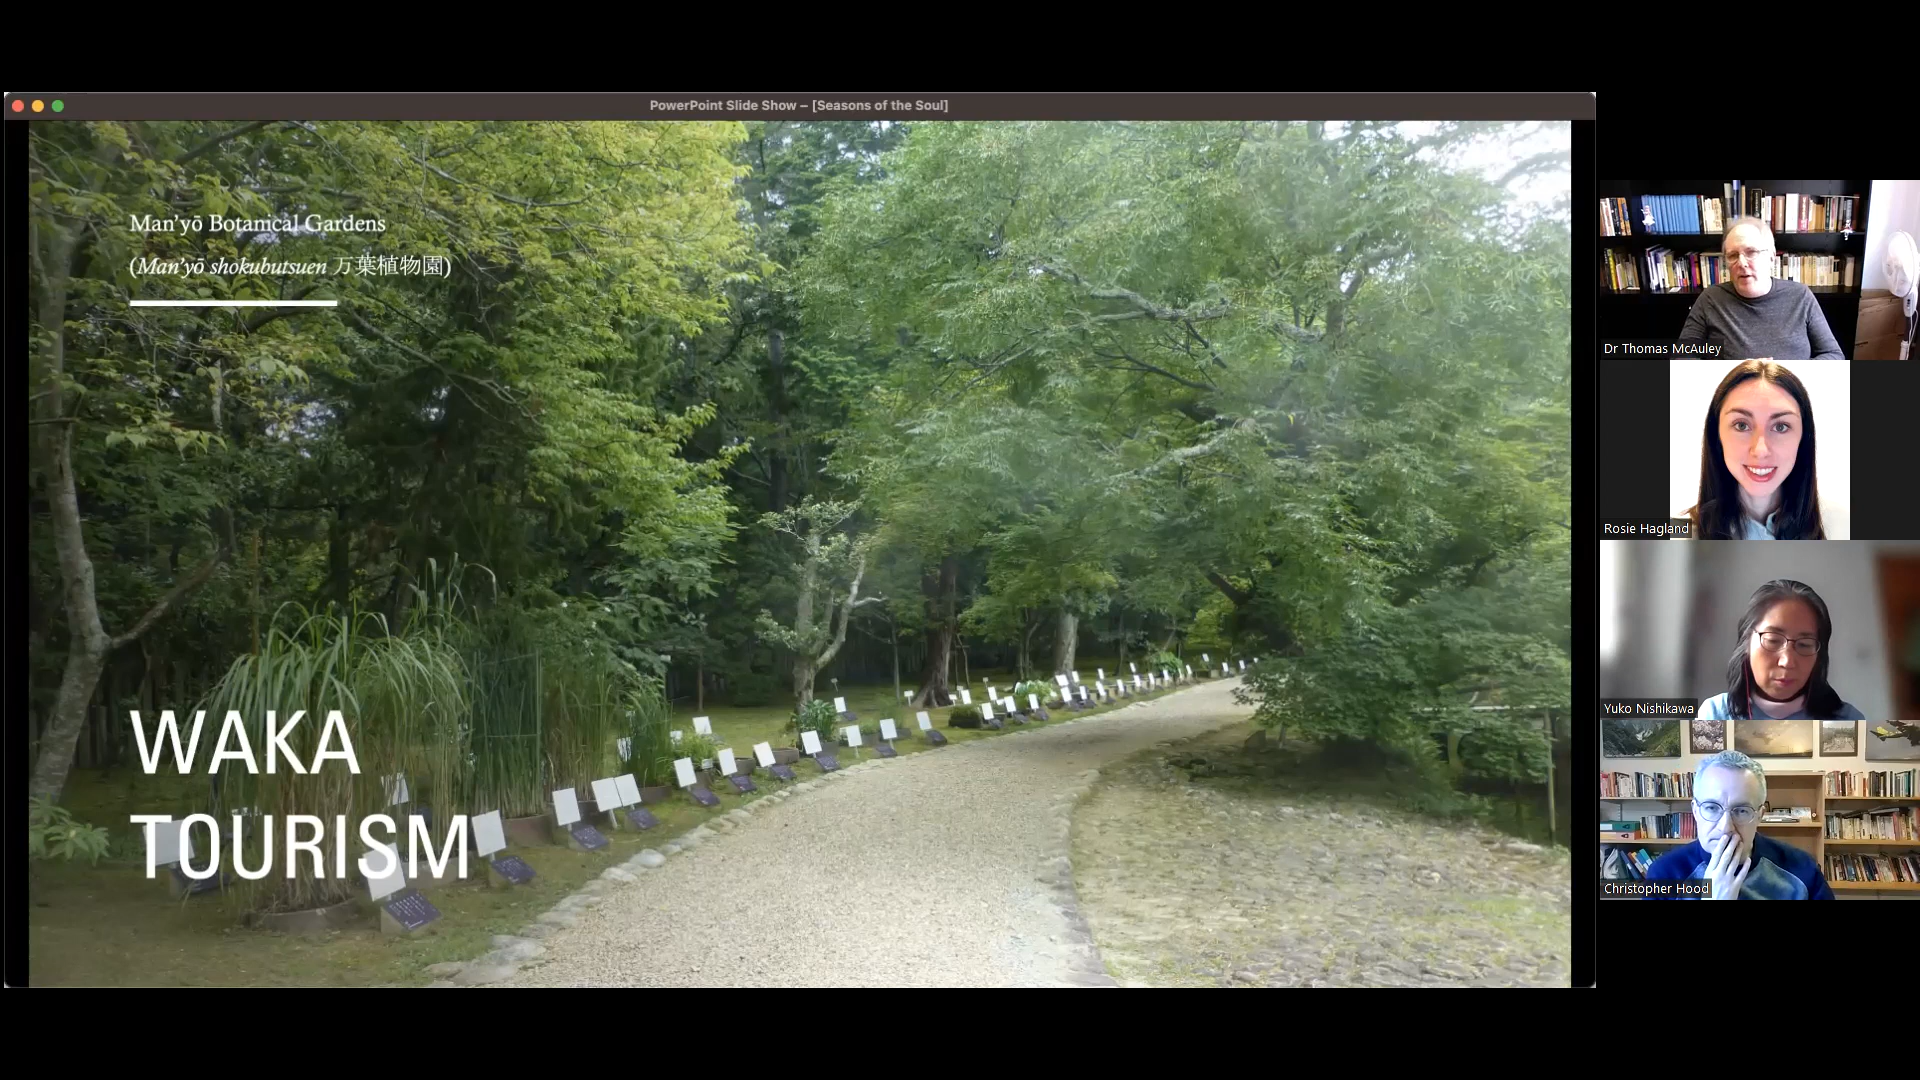 PowerPoint Slide Show – [Seasons of the Soul]
Man’yō Botanical Gardens
(Man’yō shokubutsuen 万葉植物園)
WAKA
TOURISM
Dr Thomas McAuley
Rosie Hagland
Yuko Nishikawa
Christopher Hood